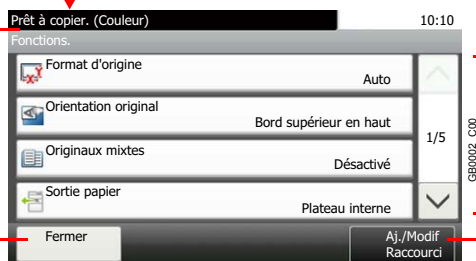 Prêt à copier. (Couleur)
10:10
Fonctions.
Format d'origine
Auto
Orientation original
Bord supérieur en haut
Originaux mixtes
Désactivé
Sortie papier
Plateau interne
1/5
Fermer
Aj./Modif
Raccourci
GB0002_C00